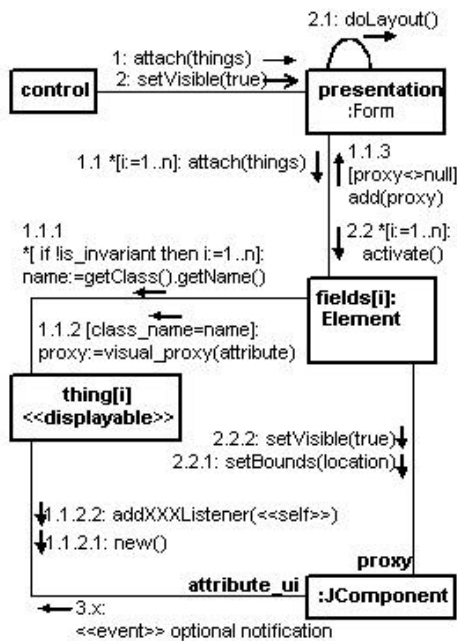 2.1: doLayout()
1: attach(things)
2: setVisible(true)
control
presentation
:Form
1.1 *[i:=1..n]: attach(things)
1.1.3
[proxy<>null]
add(proxy)
2.2 *[i:=1..n]:
activate()
1.1.1
*[ if !is_invariant then i:=1..n]:
name:=getClass().getName()
fields[i]:
Element
1.1.2 [class_name=name]:
proxy:=visual_proxy(attribute)
thing[i]
<<displayable>>
2.2.2: setVisible(true)
2.2.1: setBounds(location)
1.1.2.2: addXXXListener(<<self>>)
1.1.2.1: new()
proxy
attribute_ui
:JComponent
3.x:
<<event>> optional notification